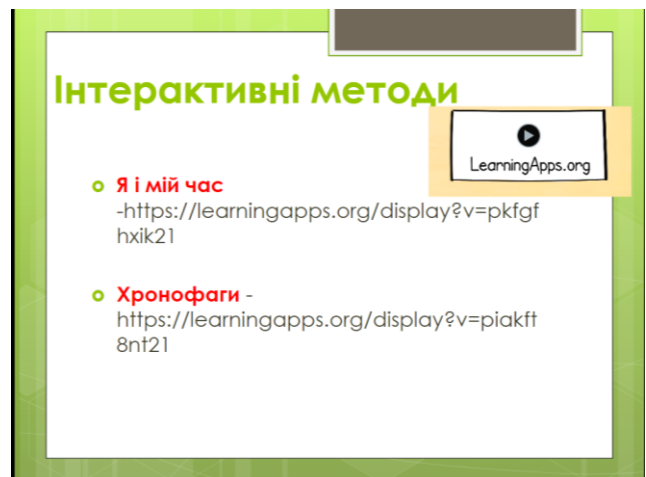 Інтерактивні методи
LearningApps.org
Я і мій час
-https://learningapps.org/display?v=pkfgf
hxik21
Хронофаги -
https://learningapps.org/display?v=piakft
8nt21